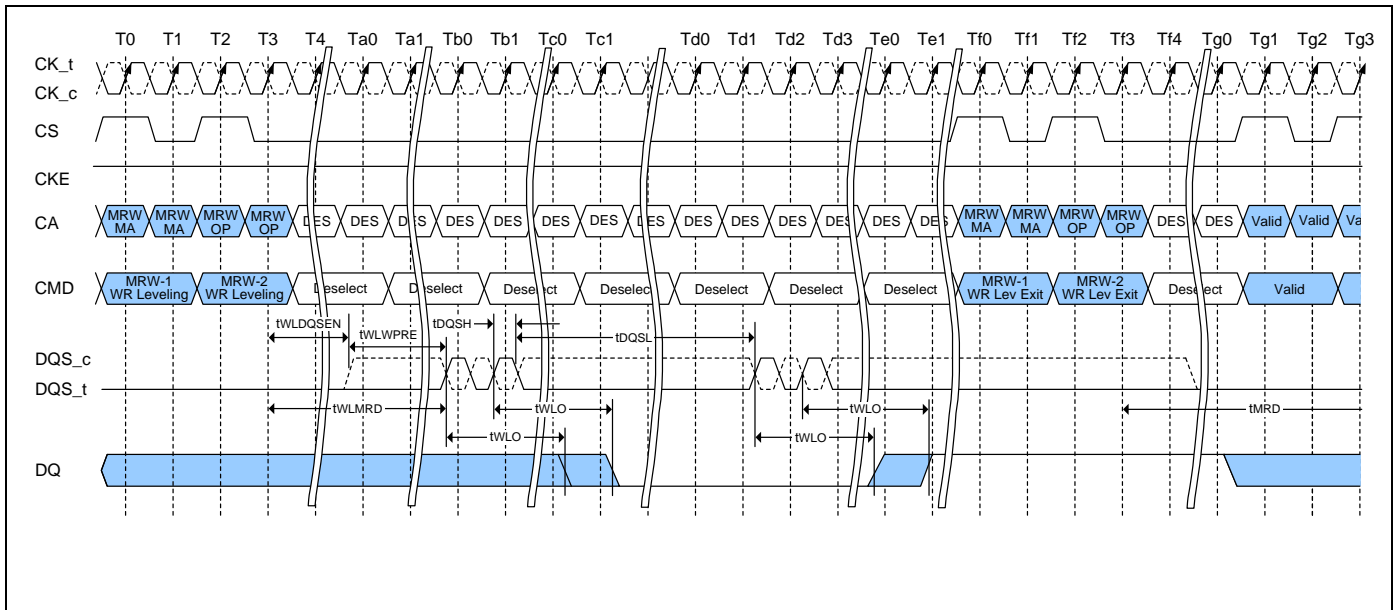 T0 T1 T2 T3 T4 Ta0 Ta1 Tb0 Tb1 Tc0 Tc1 Td0 Td1 Td2 Td3 Te0 Te1 Tf0 Tf1 Tf2 Tf3 Tf4 Tg0 Tg1 Tg2 Tg3
CK_t
CK_c
CS
CKE
CA
MRW MA
MRW MA
MRW OP
MRW OP
DES DES DES DES DES DES DES DES DES DES DES DES DES DES
MRW MA
MRW MA
MRW OP
MRW OP
DES DES Valid Valid Va
CMD
MRW-1 WR Leveling
MRW-2 WR Leveling
Deselect Deselect Deselect Deselect Deselect Deselect Deselect
MRW-1 WR Lev Exit
MRW-2 WR Lev Exit
Deselect Valid
tWLDQSEN
tWLWPRE
tDQSH
tDQSL
DQS_c
DQS_t
tWLMRD
tWLO
tWLO
tMRD
tWLO
tWLO
DQ